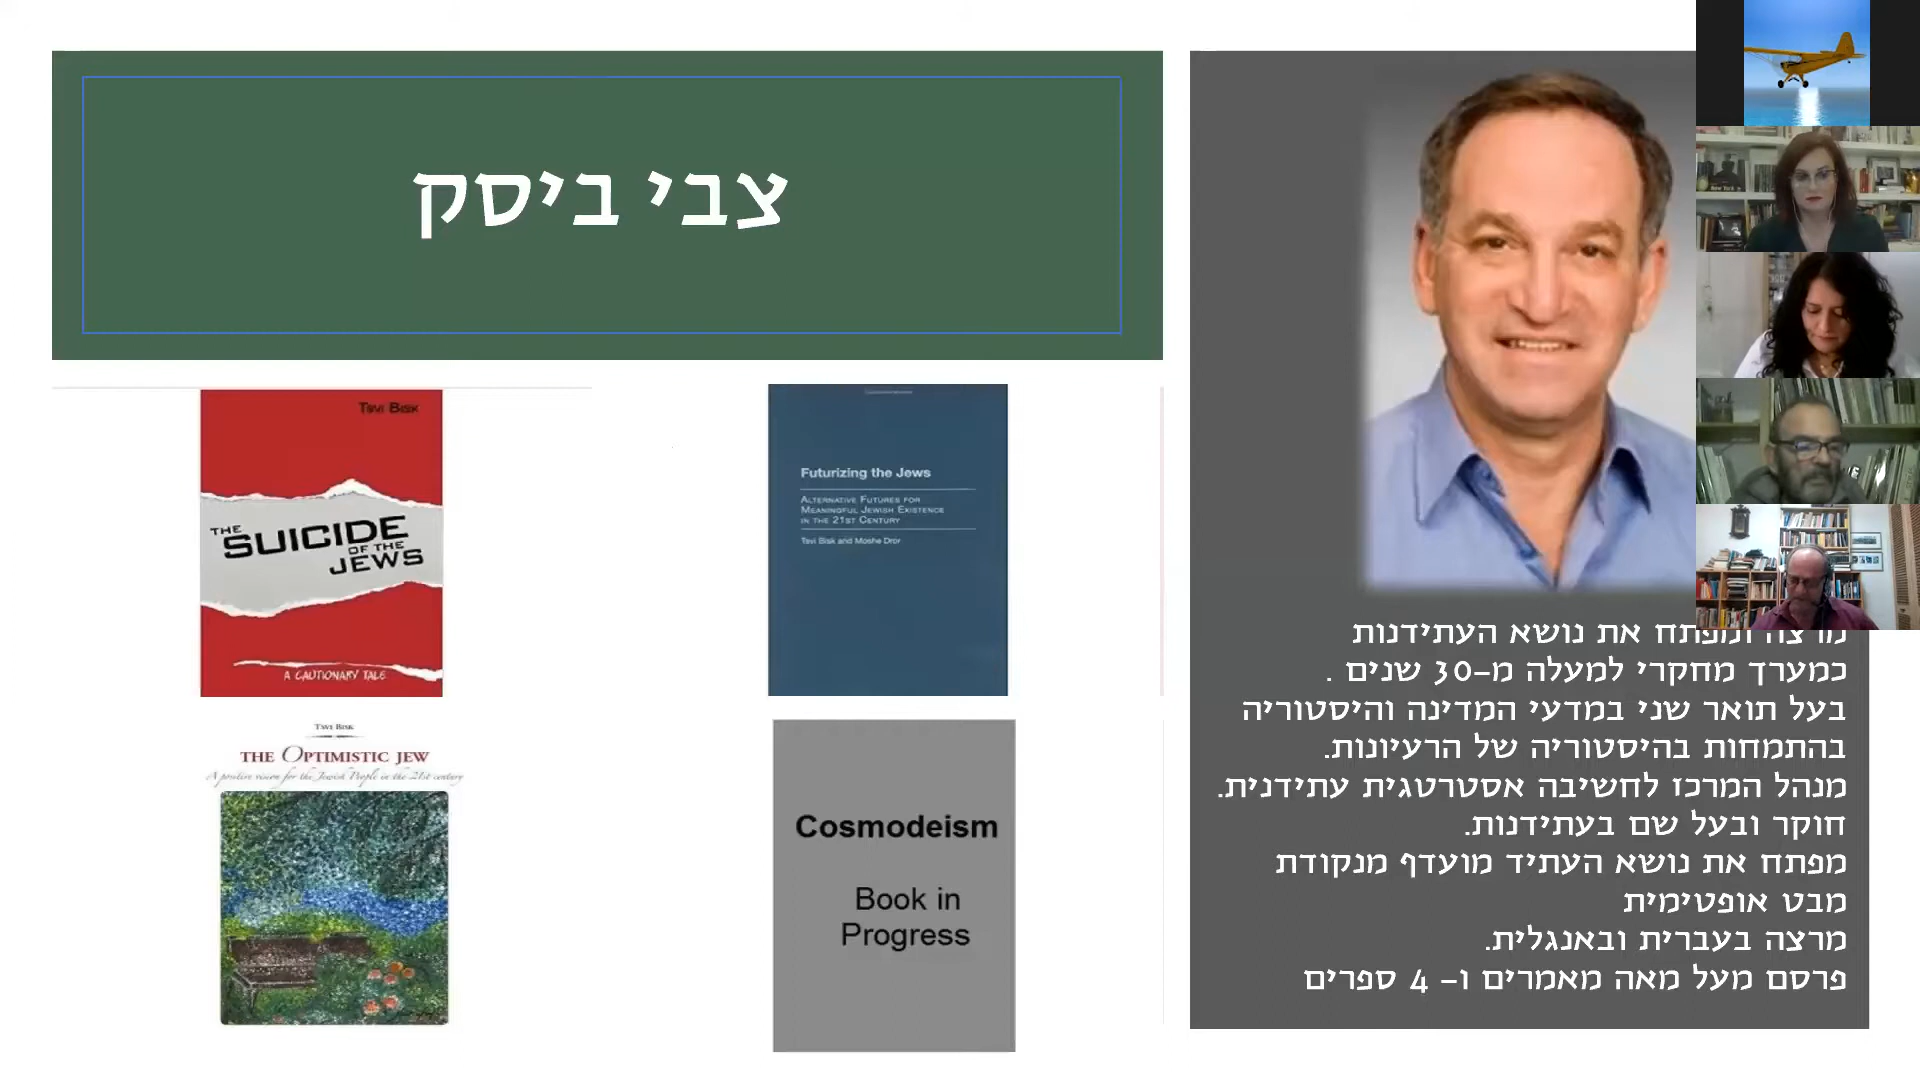 צבי ביסק
Tsvi Bisk
THE
SUICIDE
OF THE
JEWS
A CAUTIONARY TALE
Futurizing the Jews
ALTERNATIVE FUTURES FOR
MEANINGFUL JEWISH EXISTENCE
IN THE 21ST CENTURY
Tsvi Bisk and Moshe Dror
TSVI BISK
THE OPTIMISTIC JEW
A positive vision for the Jewish People in the 21st century
Cosmodeism
Book in
Progress
מרצה ומפתח את נושא העתידנות
כמערך מחקרי למעלה מ-30 שנים .
בעל תואר שני במדעי המדינה והיסטוריה
בהתמחות בהיסטוריה של הרעיונות.
מנהל המרכז לחשיבה אסטרטגית עתידנית.
חוקר ובעל שם בעתידנות.
מפתח את נושא העתיד מועדף מנקודת
מבט אופטימית
מרצה בעברית ובאנגלית.
פרסם מעל מאה מאמרים ו- 4 ספרים